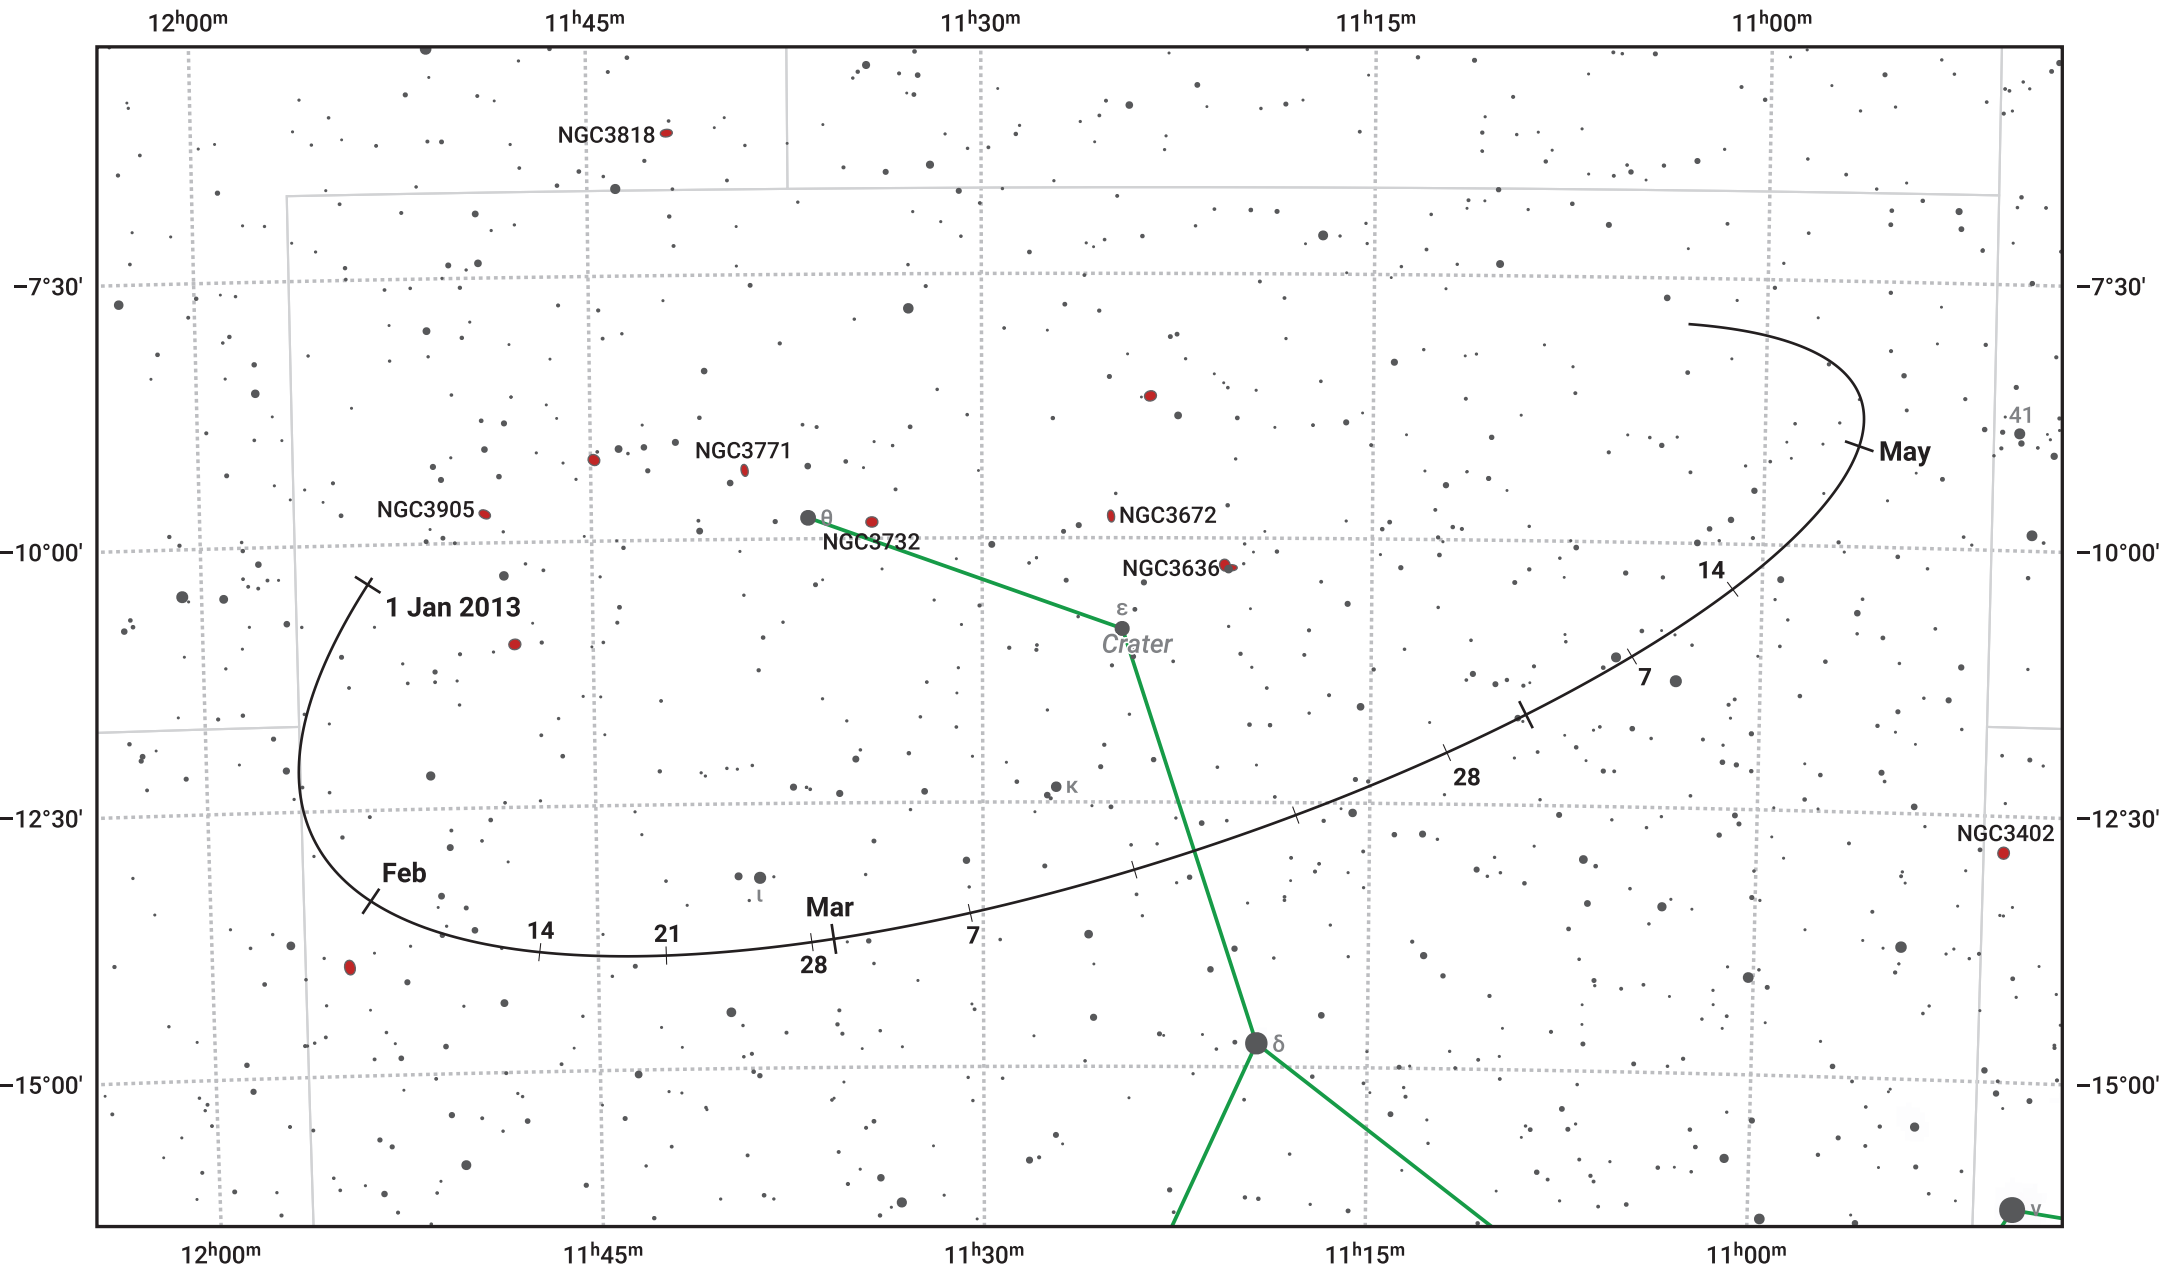 12ʰ00ᵐ 11ʰ45ᵐ 11ʰ30ᵐ 11ʰ15ᵐ 11ʰ00ᵐ
NGC3818
−7°30' −7°30'
41
NGC3771 May
NGC3905 θ NGC3672
NGC3732
−10°00' −10°00'
NGC3636 14
1 Jan 2013 ε
Crater
7
κ 28
−12°30' −12°30'
NGC3402
Feb
ι
Mar
14 21 7
28
δ
−15°00' −15°00'
ν
12ʰ00ᵐ 11ʰ45ᵐ 11ʰ30ᵐ 11ʰ15ᵐ 11ʰ00ᵐ